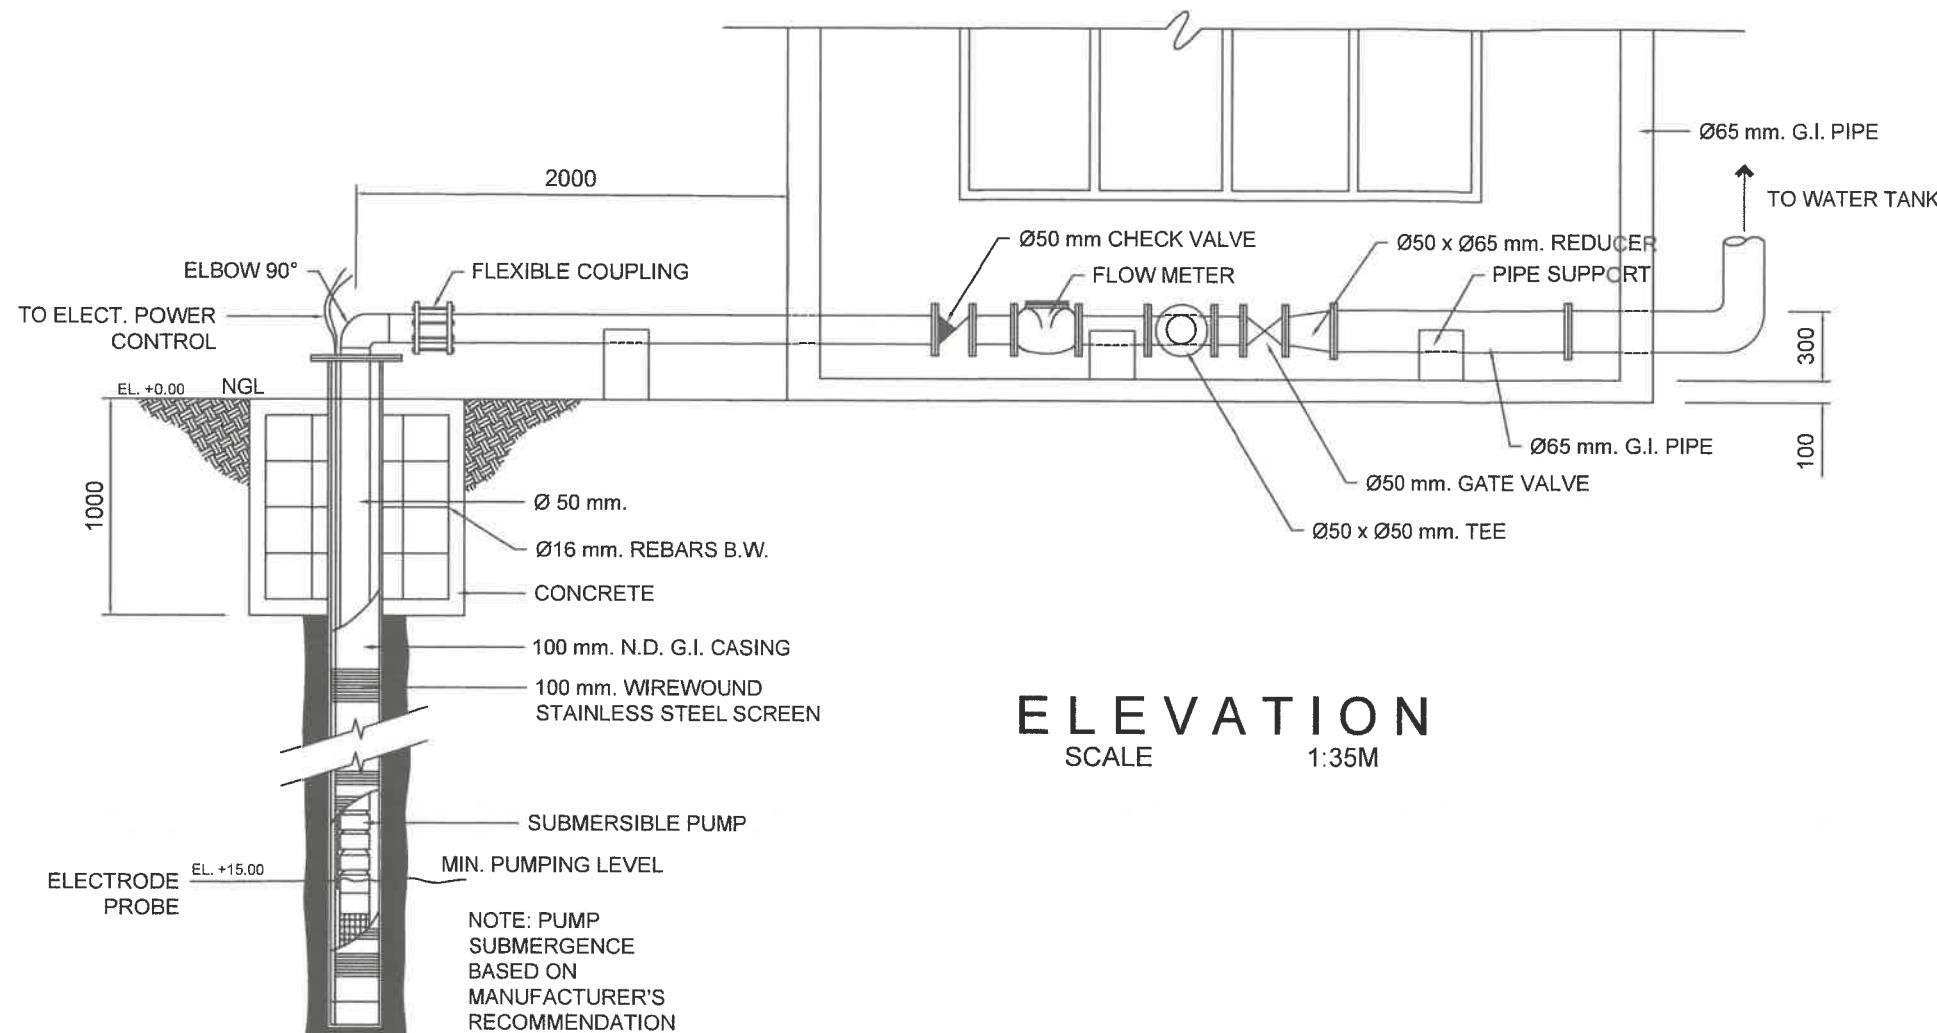 Ø65 mm. G.I. PIPE
2000
TO WATER TANK
Ø50 mm CHECK VALVE
Ø50 x Ø65 mm. REDUCER
ELBOW 90°
FLEXIBLE COUPLING
FLOW METER
PIPE SUPPORT
TO ELECT. POWER
CONTROL
300
EL. +0.00
NGL
Ø65 mm. G.I. PIPE
100
Ø50 mm. GATE VALVE
1000
Ø 50 mm.
Ø50 x Ø50 mm. TEE
Ø16 mm. REBARS B.W.
CONCRETE
100 mm. N.D. G.I. CASING
100 mm. WIREWOUND
STAINLESS STEEL SCREEN
ELEVATION
SCALE 1:35M
SUBMERSIBLE PUMP
MIN. PUMPING LEVEL
EL. +15.00
ELECTRODE
PROBE
NOTE: PUMP
SUBMERGENCE
BASED ON
MANUFACTURER'S
RECOMMENDATION